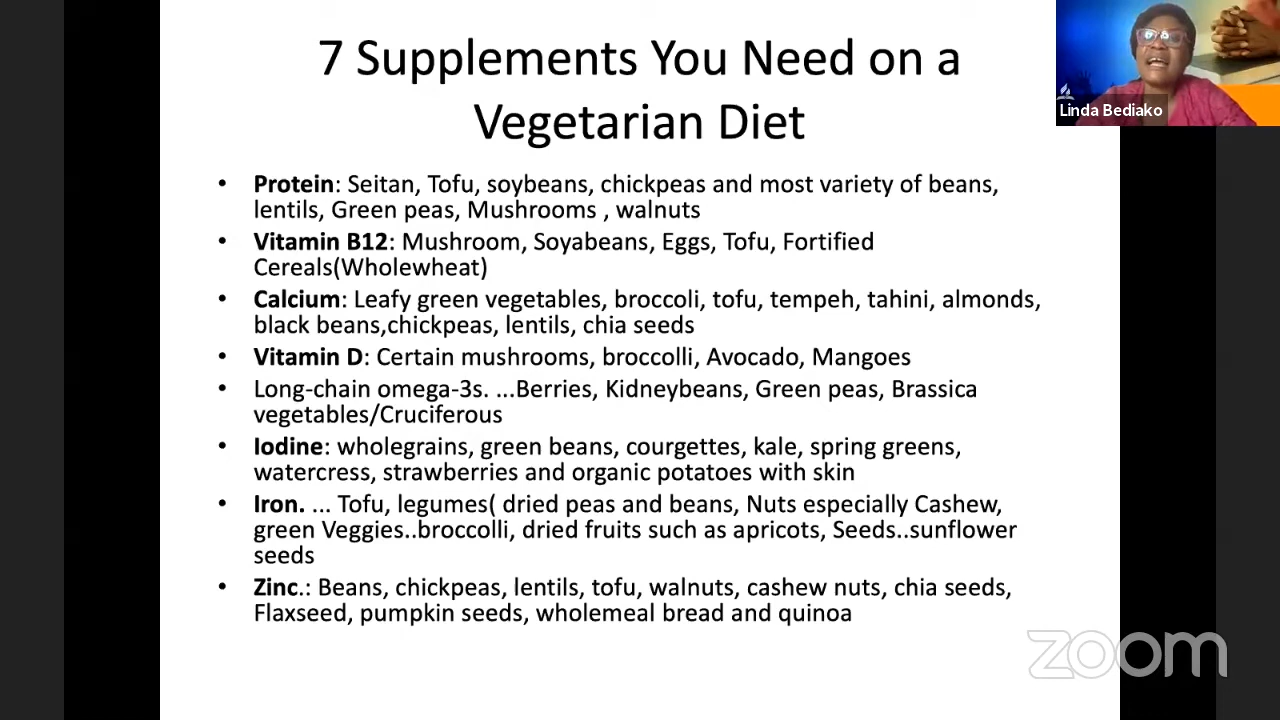 7 Supplements You Need on a
Vegetarian Diet
• Protein: Seitan, Tofu, soybeans, chickpeas and most variety of beans,
lentils, Green peas, Mushrooms , walnuts
• Vitamin B12: Mushroom, Soyabeans, Eggs, Tofu, Fortified
Cereals(Wholewheat)
• Calcium: Leafy green vegetables, broccoli, tofu, tempeh, tahini, almonds,
black beans,chickpeas, lentils, chia seeds
• Vitamin D: Certain mushrooms, broccolli, Avocado, Mangoes
• Long-chain omega-3s. ...Berries, Kidneybeans, Green peas, Brassica
vegetables/Cruciferous
• Iodine: wholegrains, green beans, courgettes, kale, spring greens,
watercress, strawberries and organic potatoes with skin
• Iron. ... Tofu, legumes( dried peas and beans, Nuts especially Cashew,
green Veggies..broccolli, dried fruits such as apricots, Seeds..sunflower
seeds
• Zinc.: Beans, chickpeas, lentils, tofu, walnuts, cashew nuts, chia seeds,
Flaxseed, pumpkin seeds, wholemeal bread and quinoa
Linda Bediako
zoom